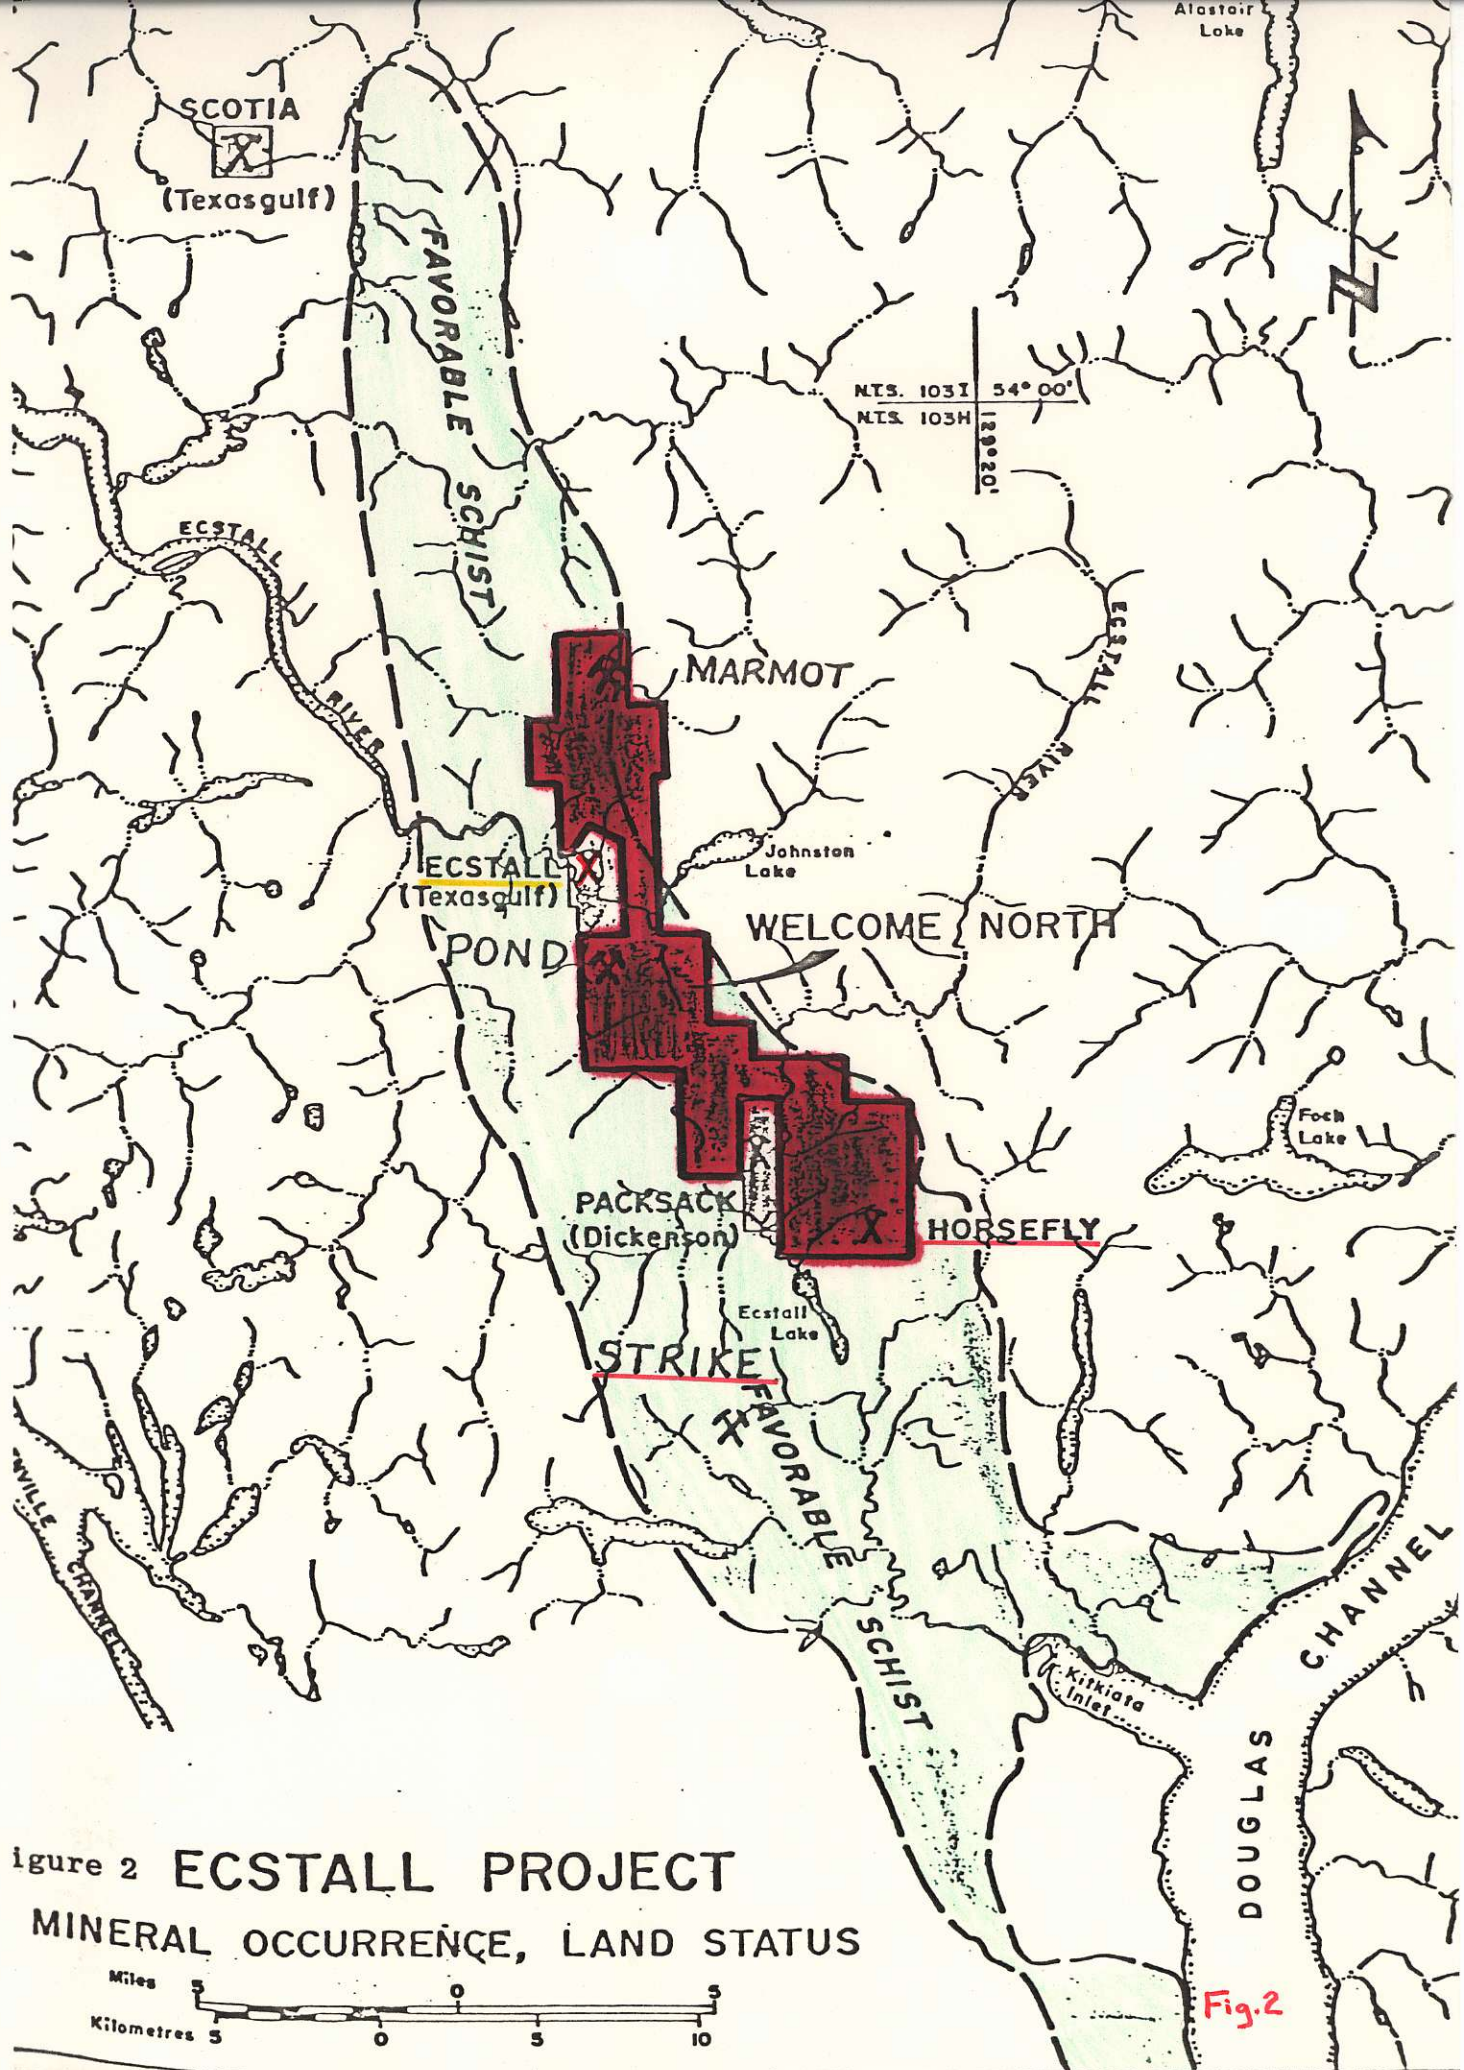 Alastair
Lake
SCOTIA
(Texasgulf)
FAVORABLE SCHIST
N
N.T.S. 103I 54° 00'
N.T.S. 103H
129° 20'
ECSTALL
RIVER
ECSTALL
RIVER
MARMOT
Johnston
Lake
ECSTALL
(Texasgulf)
WELCOME NORTH
POND
Foch
Lake
PACKSACK
(Dickenson)
HORSEFLY
Ecstall
Lake
STRIKE
FAVORABLE SCHIST
NVILLE CHANNEL
Kitkiata
Inlet
DOUGLAS CHANNEL
igure 2 ECSTALL PROJECT
MINERAL OCCURRENCE, LAND STATUS
Miles 5 0 5
Kilometres 5 0 5 10
Fig.2